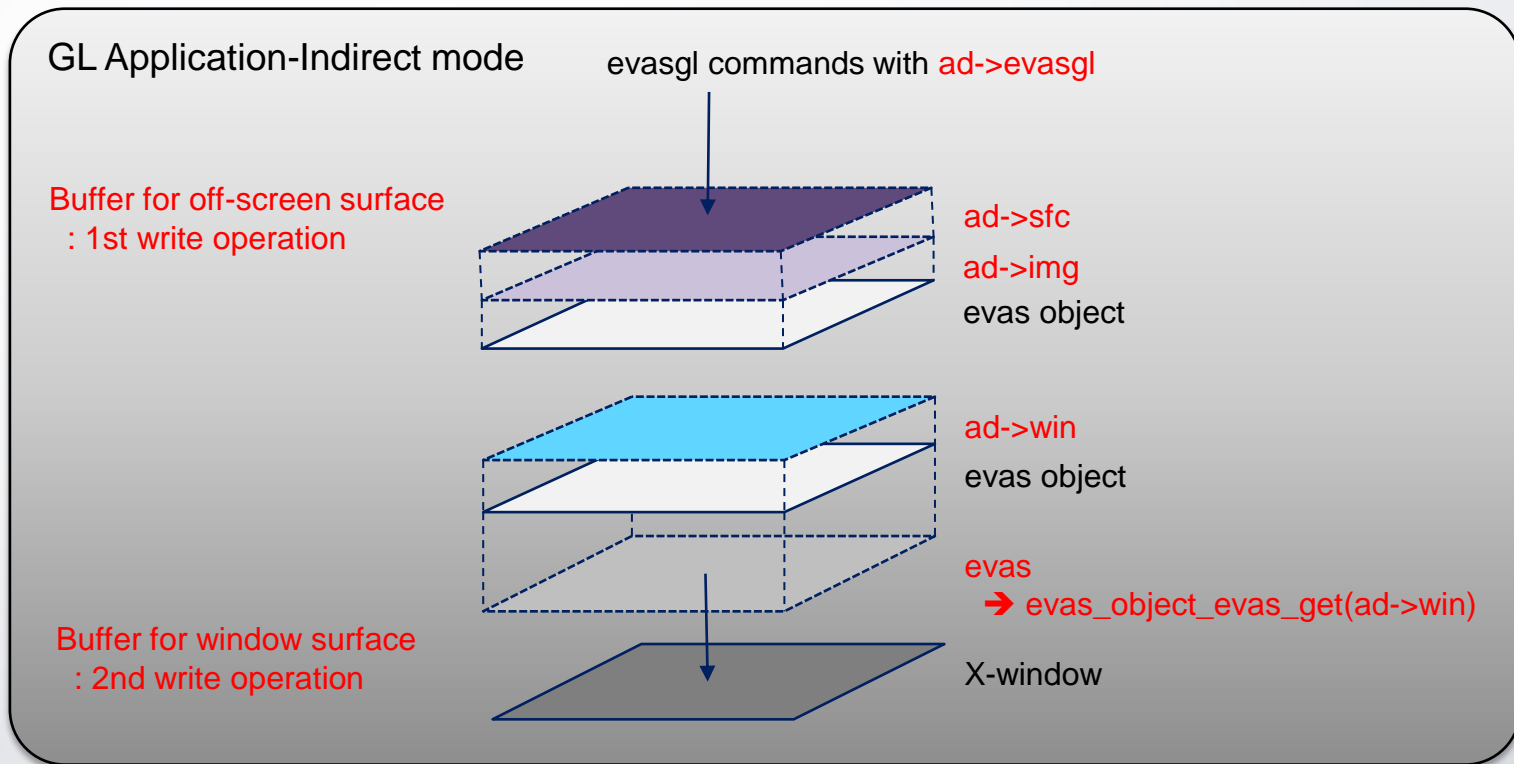 GL Application-Indirect mode
evasgl commands with ad->evasgl
Buffer for off-screen surface
: 1st write operation
ad->sfc
ad->img
evas object
ad->win
evas object
evas
➔ evas_object_evas_get(ad->win)
Buffer for window surface
: 2nd write operation
X-window